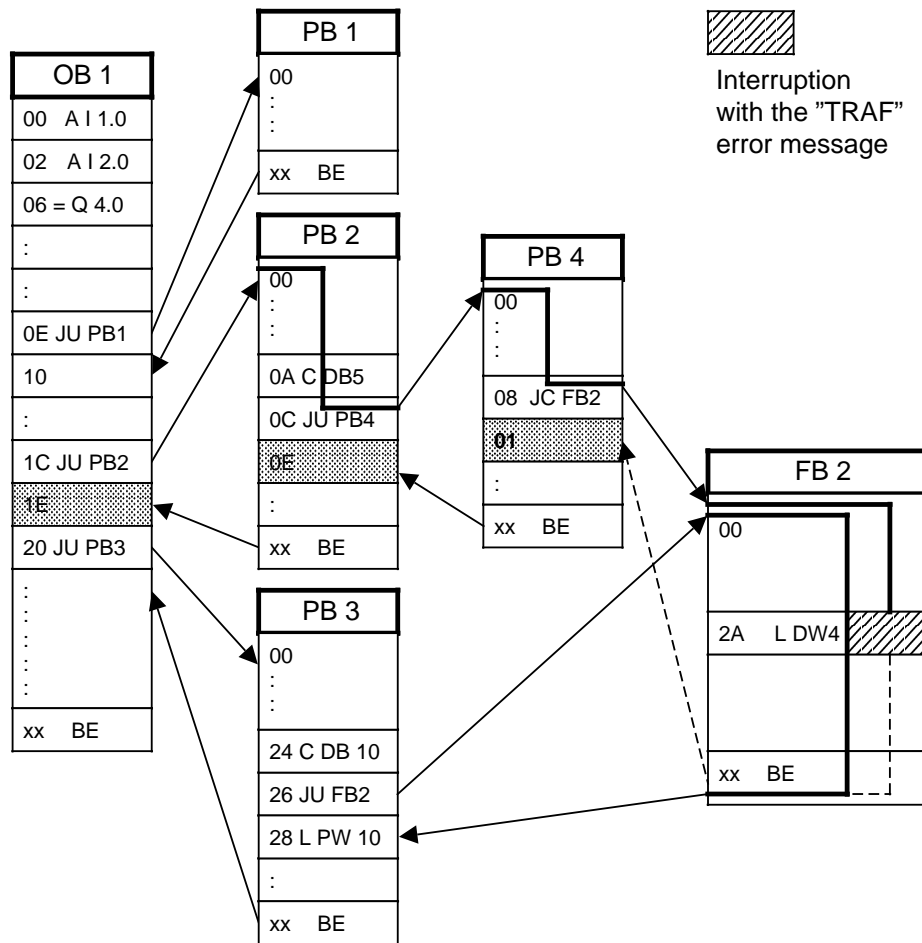 OB 1
00 A I 1.0
02 A I 2.0
06 = Q 4.0
:
:
0E JU PB1
10
:
1C JU PB2
1E
20 JU PB3
:
:
:
:
:
:
xx BE
PB 1
00
:
:
xx BE
PB 2
00
:
:
0A C DB5
0C JU PB4
0E
:
xx BE
PB 3
00
:
:
24 C DB 10
26 JU FB2
28 L PW 10
:
xx BE
PB 4
00
:
:
08 JC FB2
01
:
xx BE
Interruption
with the ”TRAF”
error message
FB 2
00
2A L DW4
xx BE